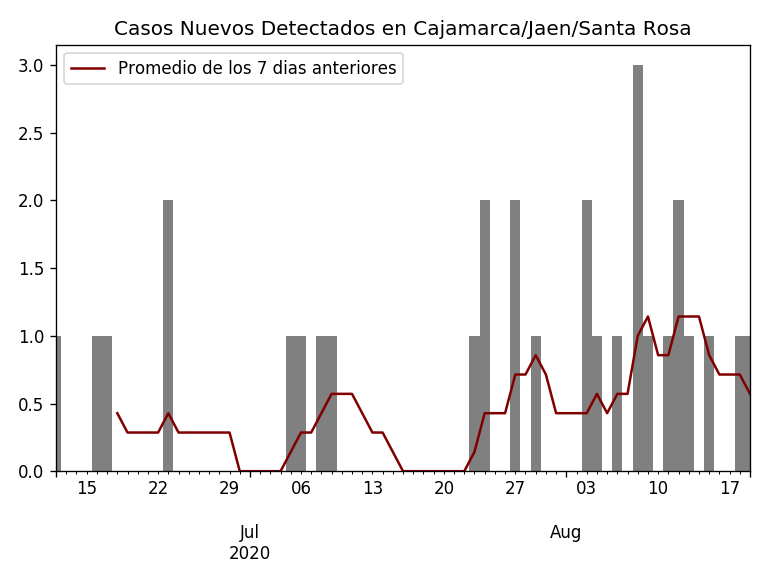 Casos Nuevos Detectados en Cajamarca/Jaen/Santa Rosa
Promedio de los 7 dias anteriores
3.0
2.5
2.0
1.5
1.0
0.5
0.0
15 22 29 06 13 20 27 03 10 17
Jul Aug
2020